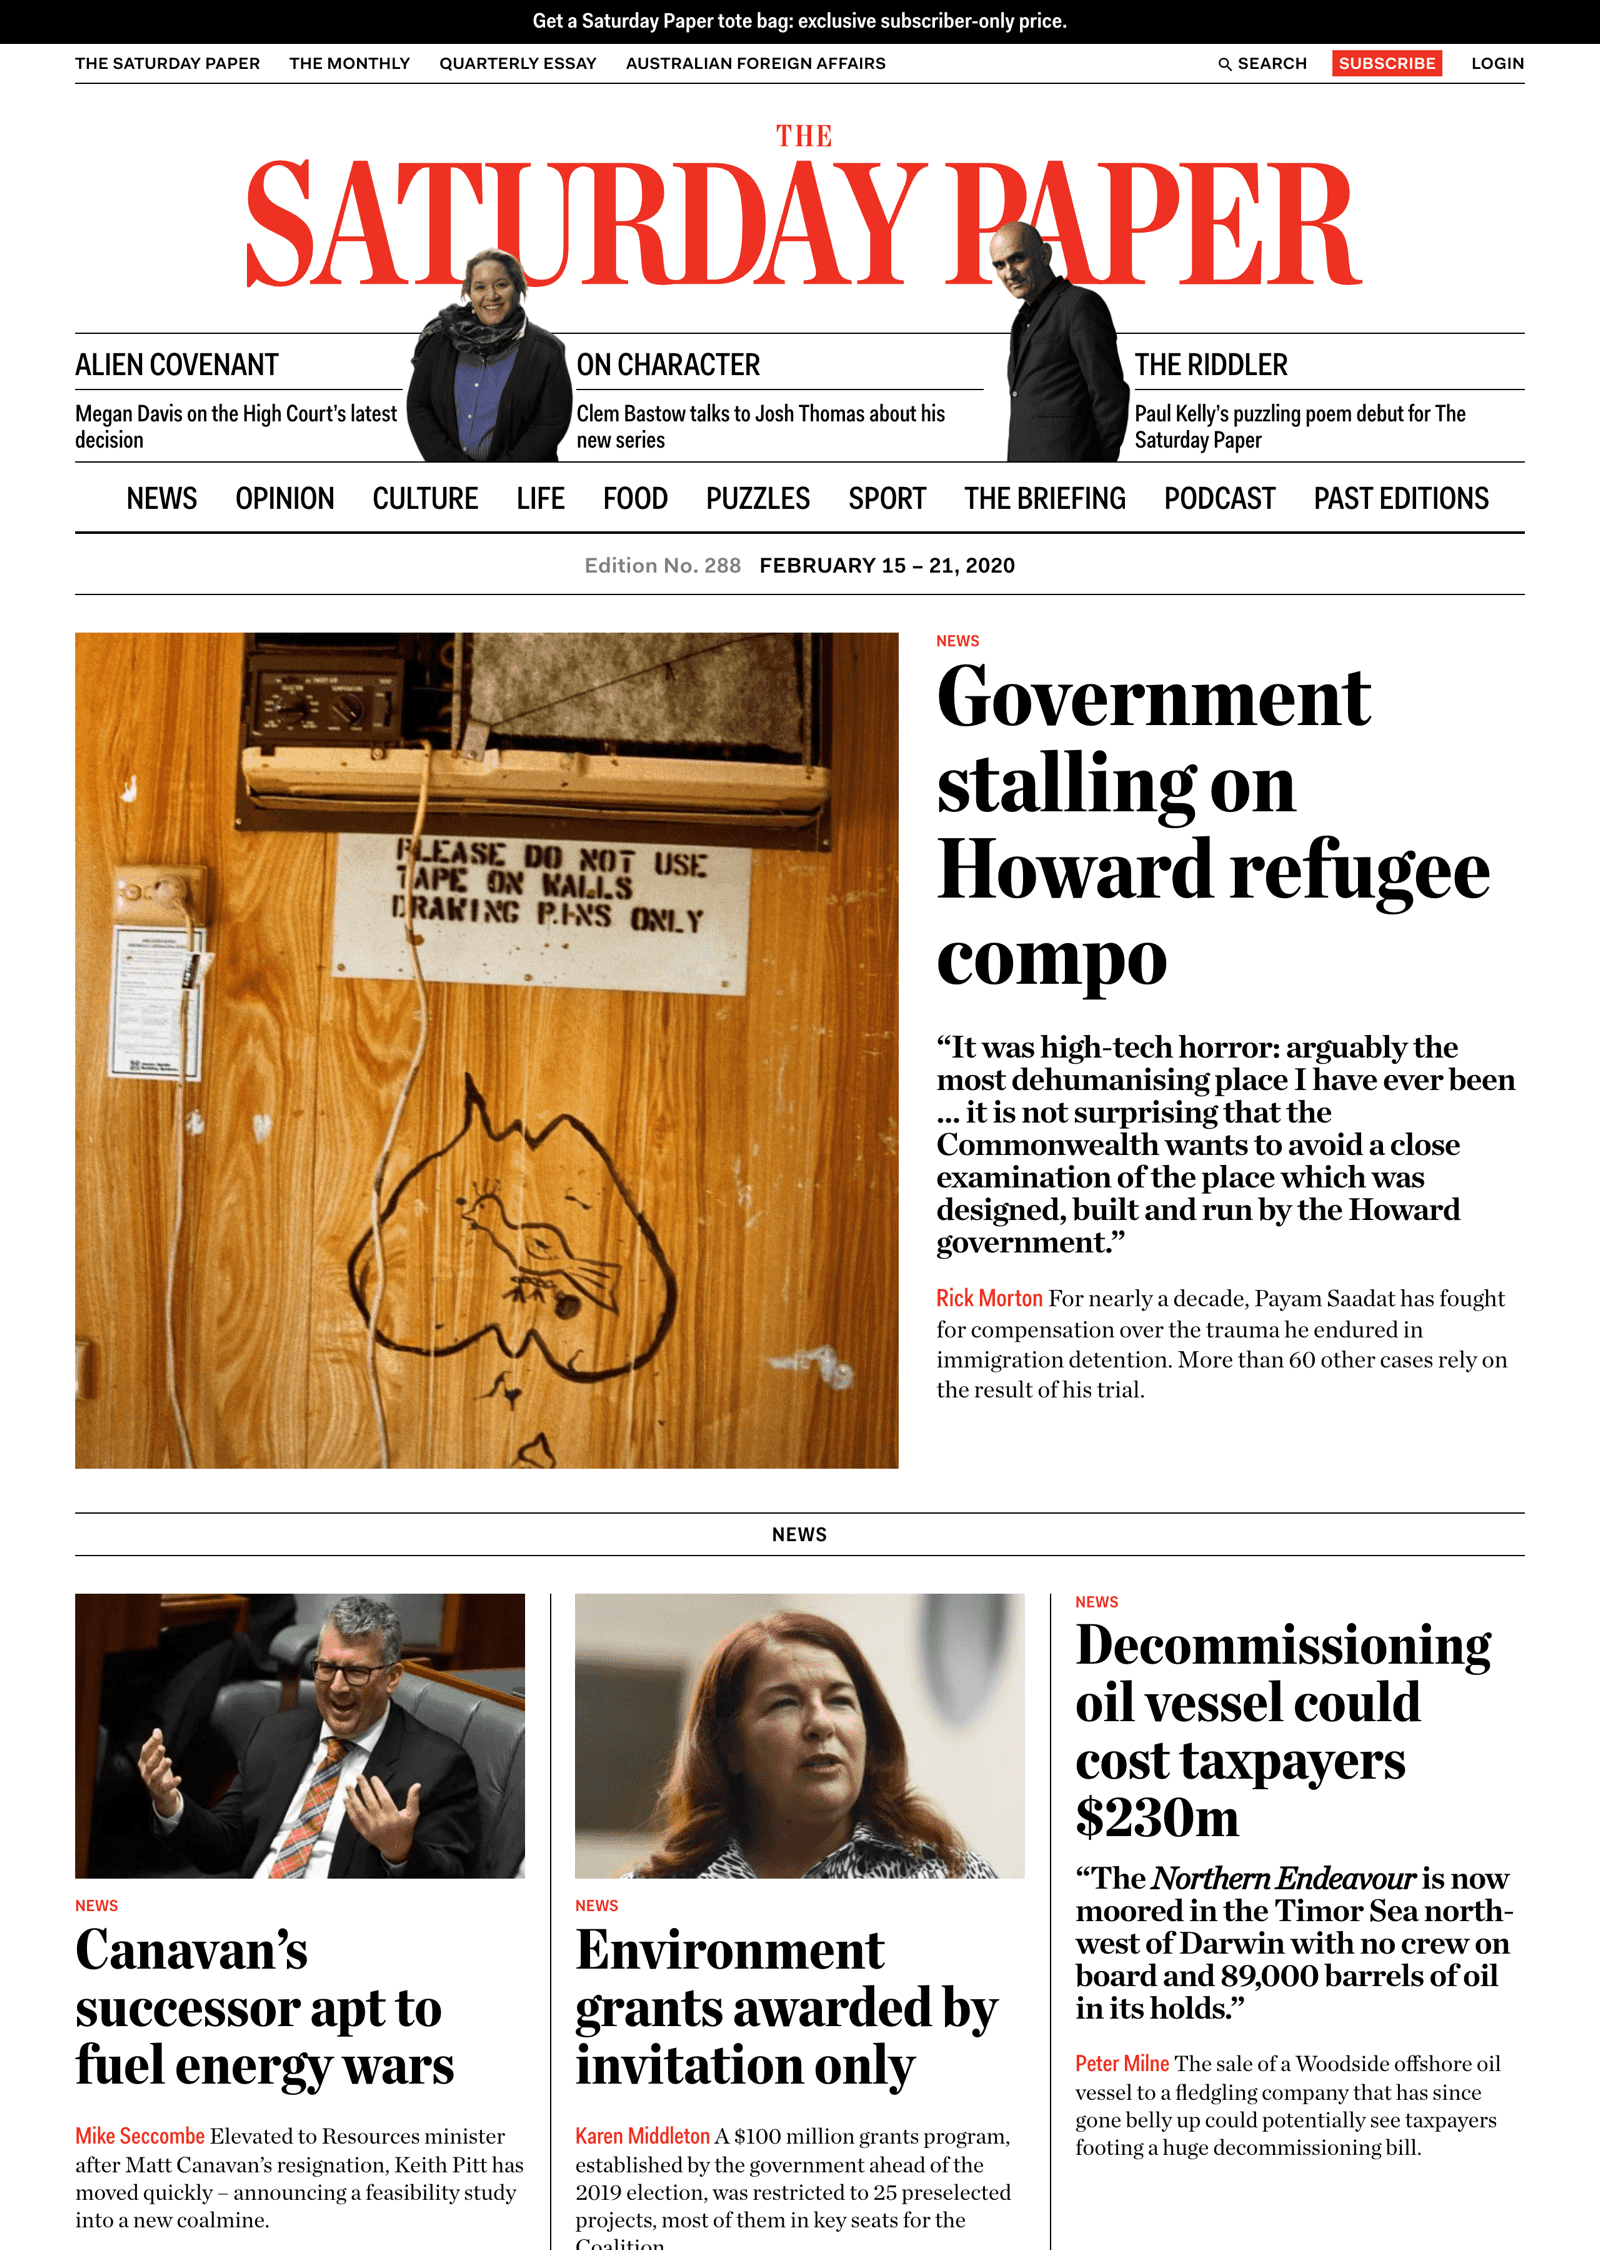 Get a Saturday Paper tote bag: exclusive subscriber-only price.
THE SATURDAY PAPER THE MONTHLY QUARTERLY ESSAY AUSTRALIAN FOREIGN AFFAIRS SEARCH SUBSCRIBE LOGIN
THE
SATURDAY PAPER
ALIEN COVENANT
Megan Davis on the High Court’s latest
decision
ON CHARACTER
Clem Bastow talks to Josh Thomas about his
new series
THE RIDDLER
Paul Kelly’s puzzling poem debut for The
Saturday Paper
NEWS OPINION CULTURE LIFE FOOD PUZZLES SPORT THE BRIEFING PODCAST PAST EDITIONS
Edition No. 288 FEBRUARY 15 – 21, 2020
PLEASE DO NOT USE
TAPE ON WALLS
DRAWING PINS ONLY
NEWS
Government
stalling on
Howard refugee
compo
“It was high-tech horror: arguably the
most dehumanising place I have ever been
... it is not surprising that the
Commonwealth wants to avoid a close
examination of the place which was
designed, built and run by the Howard
government.”
Rick Morton For nearly a decade, Payam Saadat has fought
for compensation over the trauma he endured in
immigration detention. More than 60 other cases rely on
the result of his trial.
NEWS
NEWS
Canavan’s
successor apt to
fuel energy wars
Mike Seccombe Elevated to Resources minister
after Matt Canavan’s resignation, Keith Pitt has
moved quickly – announcing a feasibility study
into a new coalmine.
NEWS
Environment
grants awarded by
invitation only
Karen Middleton A $100 million grants program,
established by the government ahead of the
2019 election, was restricted to 25 preselected
projects, most of them in key seats for the
Coalition
NEWS
Decommissioning
oil vessel could
cost taxpayers
$230m
“The Northern Endeavour is now
moored in the Timor Sea north-
west of Darwin with no crew on
board and 89,000 barrels of oil
in its holds.”
Peter Milne The sale of a Woodside offshore oil
vessel to a fledgling company that has since
gone belly up could potentially see taxpayers
footing a huge decommissioning bill.